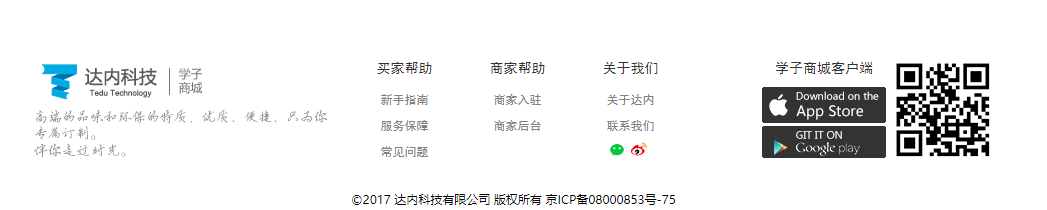 达内科技
Tedu Technology
学子
商城
高端的品味和环保的特质、优质、便捷、只为你
专属订制。
伴你走过时光。
买家帮助
新手指南
服务保障
常见问题
商家帮助
商家入驻
商家后台
关于我们
关于达内
联系我们
学子商城客户端
Download on the
App Store
GIT IT ON
Google play
©2017 达内科技有限公司 版权所有 京ICP备08000853号-75